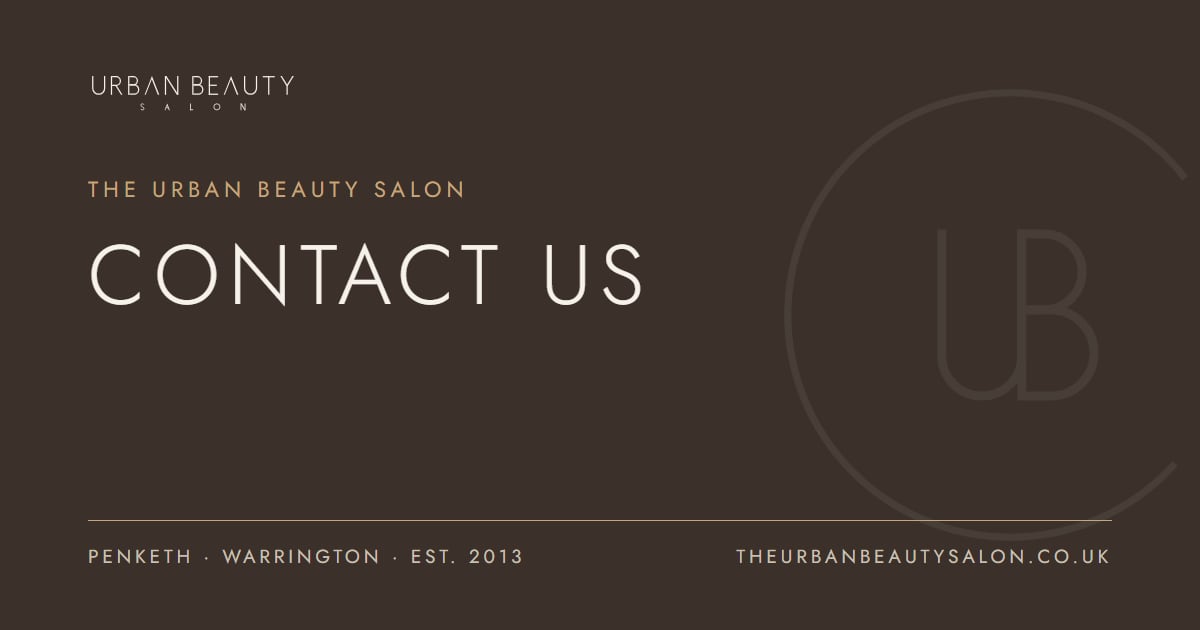 URBAN BEAUTY
SALON
THE URBAN BEAUTY SALON
CONTACT US
UB
PENKETH · WARRINGTON · EST. 2013
THEURBANBEAUTYSALON.CO.UK